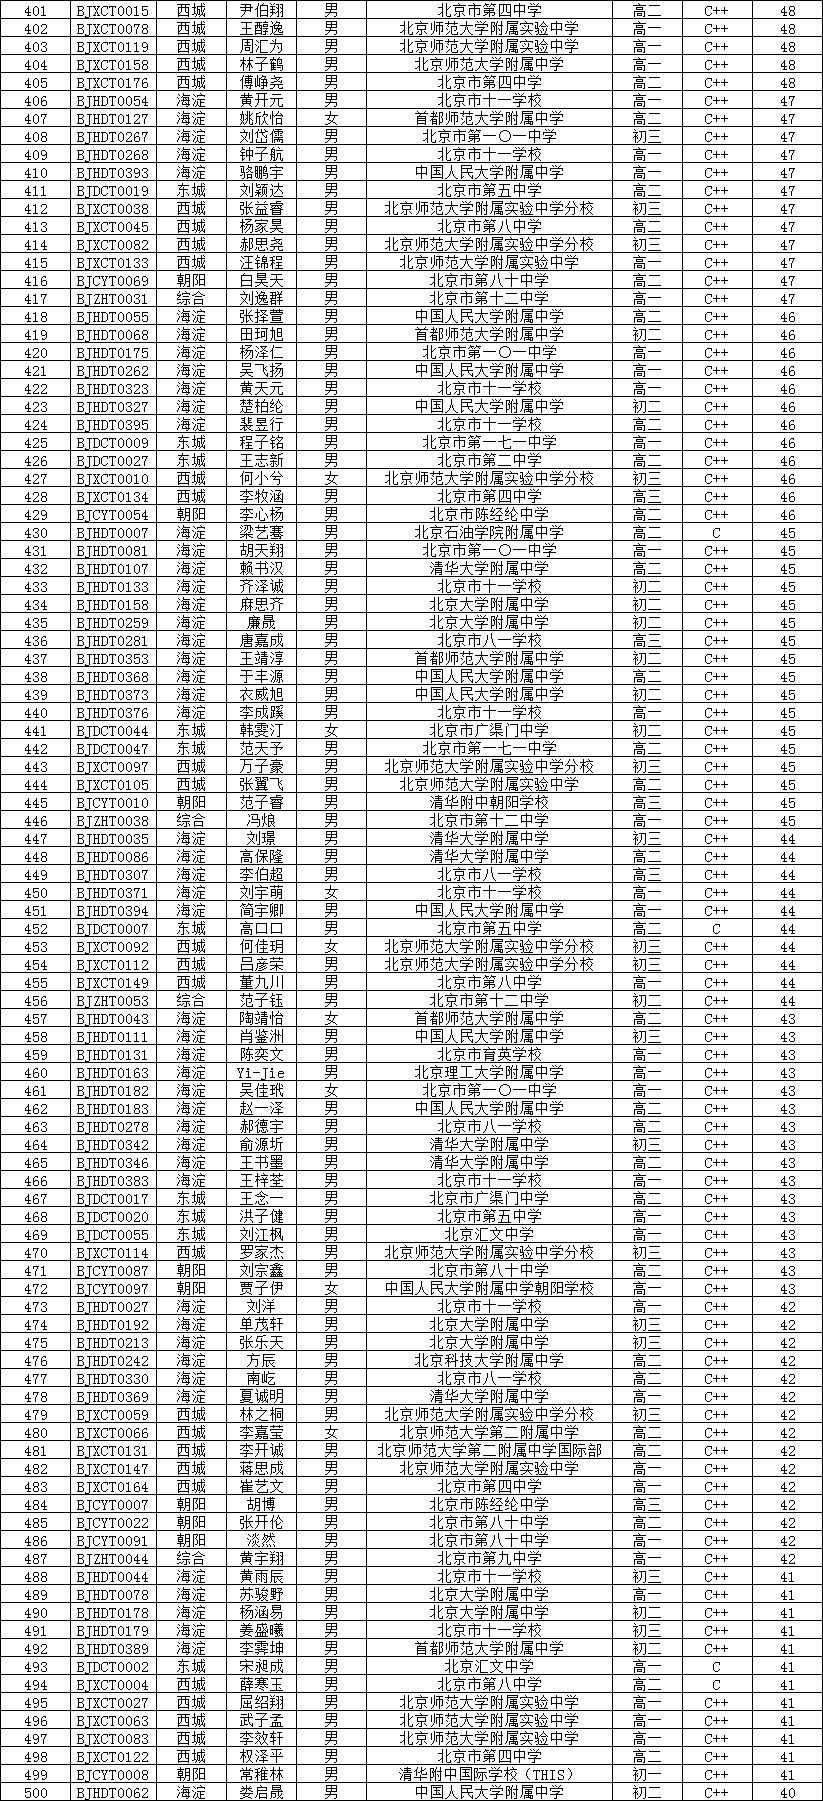 401 BJXCT0015 西城 尹伯翔 男 北京市第四中学 高二 C++ 48
402 BJXCT0078 西城 王醇逸 男 北京师范大学附属实验中学 高一 C++ 48
403 BJXCT0119 西城 周汇为 男 北京师范大学附属实验中学 高一 C++ 48
404 BJXCT0158 西城 林子鹤 男 北京师范大学附属中学 高一 C++ 48
405 BJXCT0176 西城 傅峥尧 男 北京市第四中学 高二 C++ 48
406 BJHDT0054 海淀 黄开元 男 北京市十一学校 高一 C++ 47
407 BJHDT0127 海淀 姚欣怡 女 首都师范大学附属中学 高二 C++ 47
408 BJHDT0267 海淀 刘岱儒 男 北京市第一〇一中学 初三 C++ 47
409 BJHDT0268 海淀 钟子航 男 北京市十一学校 高一 C++ 47
410 BJHDT0393 海淀 骆鹏宇 男 中国人民大学附属中学 高一 C++ 47
411 BJDCT0019 东城 刘颖达 男 北京市第五中学 高二 C++ 47
412 BJXCT0038 西城 张益睿 男 北京师范大学附属实验中学分校 初三 C++ 47
413 BJXCT0045 西城 杨家昊 男 北京市第八中学 高二 C++ 47
414 BJXCT0082 西城 郝思尧 男 北京师范大学附属实验中学分校 初三 C++ 47
415 BJXCT0133 西城 汪锦程 男 北京师范大学附属实验中学 高一 C++ 47
416 BJCYT0069 朝阳 白昊天 男 北京市第八十中学 高二 C++ 47
417 BJZHT0031 综合 刘逸群 男 北京市第十二中学 高一 C++ 47
418 BJHDT0055 海淀 张择萱 男 中国人民大学附属中学 高二 C++ 46
419 BJHDT0068 海淀 田珂旭 男 首都师范大学附属中学 初二 C++ 46
420 BJHDT0175 海淀 杨泽仁 男 北京市第一〇一中学 高一 C++ 46
421 BJHDT0262 海淀 吴飞扬 男 中国人民大学附属中学 高一 C++ 46
422 BJHDT0323 海淀 黄天元 男 北京市十一学校 高一 C++ 46
423 BJHDT0327 海淀 楚柏纶 男 中国人民大学附属中学 初二 C++ 46
424 BJHDT0395 海淀 裴昱行 男 北京市十一学校 高二 C++ 46
425 BJDCT0009 东城 程子铭 男 北京市第一七一中学 高一 C++ 46
426 BJDCT0027 东城 王志新 男 北京市第二中学 高二 C++ 46
427 BJXCT0010 西城 何小兮 女 北京师范大学附属实验中学分校 初三 C++ 46
428 BJXCT0134 西城 李牧涵 男 北京市第四中学 高三 C++ 46
429 BJCYT0054 朝阳 李心杨 男 北京市陈经纶中学 高二 C++ 46
430 BJHDT0007 海淀 梁艺骞 男 北京石油学院附属中学 高二 C 45
431 BJHDT0081 海淀 胡天翔 男 北京市第一〇一中学 高一 C++ 45
432 BJHDT0107 海淀 赖书汉 男 清华大学附属中学 高二 C++ 45
433 BJHDT0133 海淀 齐泽诚 男 北京市十一学校 初二 C++ 45
434 BJHDT0158 海淀 麻思齐 男 北京大学附属中学 初二 C++ 45
435 BJHDT0259 海淀 廉晟 男 北京大学附属中学 初二 C++ 45
436 BJHDT0281 海淀 唐嘉成 男 北京市八一学校 高三 C++ 45
437 BJHDT0353 海淀 王靖淳 男 首都师范大学附属中学 初二 C++ 45
438 BJHDT0368 海淀 于丰源 男 中国人民大学附属中学 高二 C++ 45
439 BJHDT0373 海淀 衣威旭 男 中国人民大学附属中学 初二 C++ 45
440 BJHDT0376 海淀 李成蹊 男 北京市十一学校 高一 C++ 45
441 BJDCT0044 东城 韩雯汀 女 北京市广渠门中学 初二 C++ 45
442 BJDCT0047 东城 范天予 男 北京市第一七一中学 高二 C++ 45
443 BJXCT0097 西城 万子豪 男 北京师范大学附属实验中学分校 初三 C++ 45
444 BJXCT0105 西城 张翼飞 男 北京师范大学附属实验中学 高二 C++ 45
445 BJCYT0010 朝阳 范子睿 男 清华附中朝阳学校 高三 C++ 45
446 BJZHT0038 综合 冯烺 男 北京市第十二中学 高一 C++ 45
447 BJHDT0035 海淀 刘璟 男 清华大学附属中学 初三 C++ 44
448 BJHDT0086 海淀 高保隆 男 清华大学附属中学 高二 C++ 44
449 BJHDT0307 海淀 李伯超 男 北京市八一学校 高三 C++ 44
450 BJHDT0371 海淀 刘宇萌 女 北京市十一学校 高一 C++ 44
451 BJHDT0394 海淀 简宇卿 男 中国人民大学附属中学 高一 C++ 44
452 BJDCT0007 东城 高口口 男 北京市第五中学 高二 C 44
453 BJXCT0092 西城 何佳玥 女 北京师范大学附属实验中学分校 初三 C++ 44
454 BJXCT0112 西城 吕彦荣 男 北京师范大学附属实验中学分校 初三 C++ 44
455 BJXCT0149 西城 董九川 男 北京市第八中学 高一 C++ 44
456 BJZHT0053 综合 范子钰 男 北京市第十二中学 初二 C++ 44
457 BJHDT0043 海淀 陶靖怡 女 首都师范大学附属中学 高二 C++ 43
458 BJHDT0111 海淀 肖鉴洲 男 中国人民大学附属中学 初三 C++ 43
459 BJHDT0131 海淀 陈奕文 男 北京市育英学校 高一 C++ 43
460 BJHDT0163 海淀 Yi-Jie 男 北京理工大学附属中学 高一 C++ 43
461 BJHDT0182 海淀 吴佳玳 女 北京市第一〇一中学 高一 C++ 43
462 BJHDT0183 海淀 赵一泽 男 中国人民大学附属中学 高二 C++ 43
463 BJHDT0278 海淀 郝德宇 男 北京市八一学校 高二 C++ 43
464 BJHDT0342 海淀 俞源圻 男 清华大学附属中学 初三 C++ 43
465 BJHDT0346 海淀 王书墨 男 清华大学附属中学 高二 C++ 43
466 BJHDT0383 海淀 王梓荃 男 北京市十一学校 高一 C++ 43
467 BJDCT0017 东城 王念一 男 北京市广渠门中学 高二 C++ 43
468 BJDCT0020 东城 洪子健 男 北京市第五中学 高一 C++ 43
469 BJDCT0055 东城 刘江枫 男 北京汇文中学 高一 C++ 43
470 BJXCT0114 西城 罗家杰 男 北京师范大学附属实验中学分校 初三 C++ 43
471 BJCYT0087 朝阳 刘宗鑫 男 北京市第八十中学 高二 C++ 43
472 BJCYT0097 朝阳 贾子伊 女 中国人民大学附属中学朝阳学校 高一 C++ 43
473 BJHDT0027 海淀 刘洋 男 北京市十一学校 高一 C++ 42
474 BJHDT0192 海淀 单茂轩 男 北京大学附属中学 初三 C++ 42
475 BJHDT0213 海淀 张乐天 男 北京大学附属中学 初三 C++ 42
476 BJHDT0242 海淀 方辰 男 北京科技大学附属中学 高二 C++ 42
477 BJHDT0330 海淀 南屹 男 北京市八一学校 高二 C++ 42
478 BJHDT0369 海淀 夏诚明 男 清华大学附属中学 高一 C++ 42
479 BJXCT0059 西城 林之桐 男 北京师范大学附属实验中学分校 初三 C++ 42
480 BJXCT0066 西城 李嘉莹 女 北京师范大学第二附属中学 高二 C++ 42
481 BJXCT0131 西城 李开诚 男 北京师范大学第二附属中学国际部 高二 C++ 42
482 BJXCT0147 西城 蒋思成 男 北京师范大学附属实验中学 高一 C++ 42
483 BJXCT0164 西城 崔艺文 男 北京市第四中学 高一 C++ 42
484 BJCYT0007 朝阳 胡博 男 北京市陈经纶中学 高三 C++ 42
485 BJCYT0022 朝阳 张开伦 男 北京市第八十中学 高二 C++ 42
486 BJCYT0091 朝阳 淡然 男 北京市第八十中学 高一 C++ 42
487 BJZHT0044 综合 黄宇翔 男 北京市第九中学 高一 C++ 42
488 BJHDT0044 海淀 黄雨辰 男 北京市十一学校 初三 C++ 41
489 BJHDT0078 海淀 苏骏野 男 北京大学附属中学 高一 C++ 41
490 BJHDT0178 海淀 杨涵易 男 北京大学附属中学 初二 C++ 41
491 BJHDT0179 海淀 姜盛曦 男 北京市十一学校 初三 C++ 41
492 BJHDT0389 海淀 李霁坤 男 首都师范大学附属中学 初二 C++ 41
493 BJDCT0002 东城 宋昶成 男 北京汇文中学 高一 C 41
494 BJXCT0004 西城 薛寒玉 男 北京市第八中学 高二 C 41
495 BJXCT0027 西城 屈绍翔 男 北京师范大学附属实验中学 高一 C++ 41
496 BJXCT0063 西城 武子孟 男 北京师范大学附属实验中学 高一 C++ 41
497 BJXCT0083 西城 李效轩 男 北京师范大学附属实验中学 高一 C++ 41
498 BJXCT0122 西城 权泽平 男 北京市第四中学 高二 C++ 41
499 BJCYT0008 朝阳 常稚林 男 清华附中国际学校（THIS） 初一 C++ 41
500 BJHDT0062 海淀 娄启晟 男 中国人民大学附属中学 初二 C++ 40